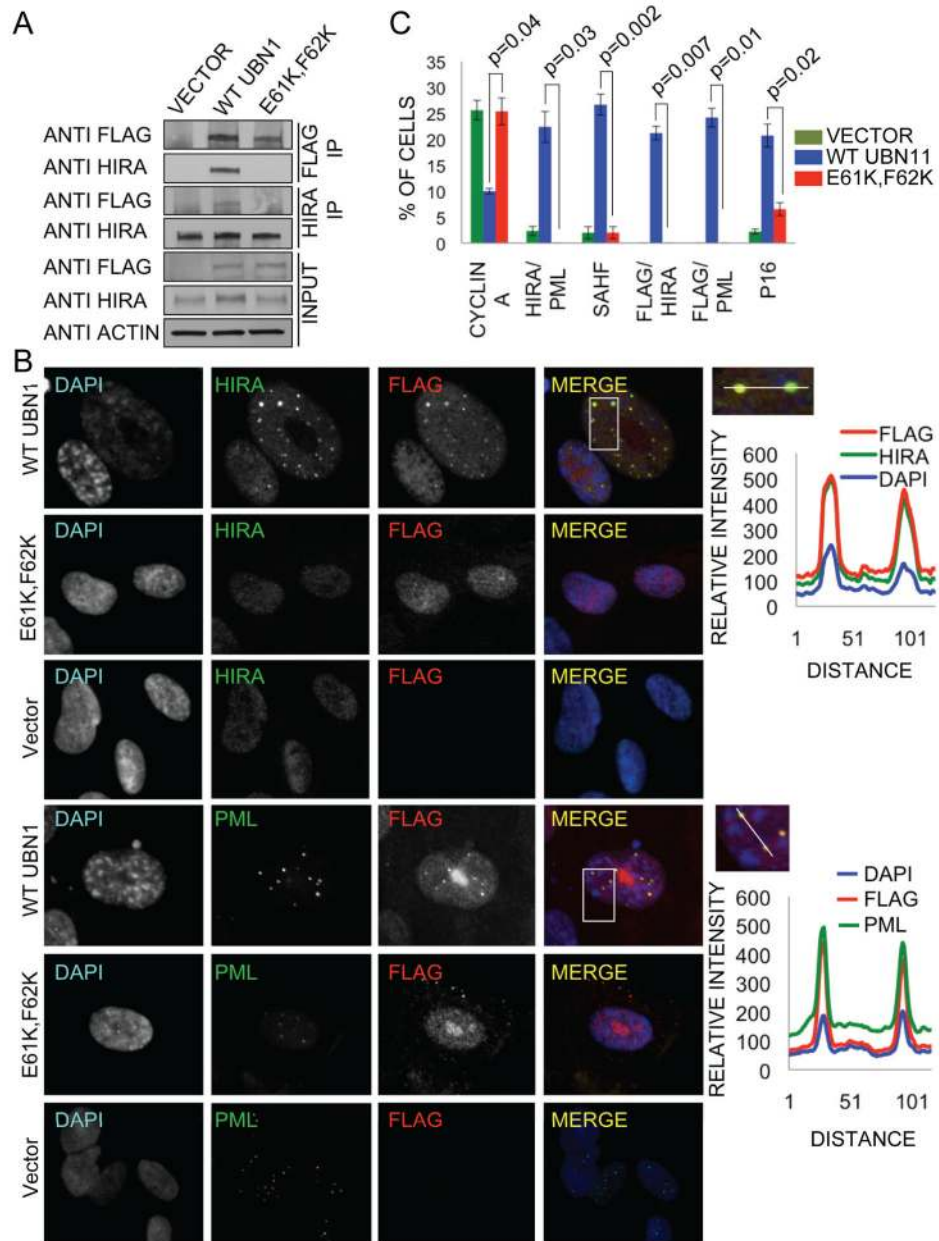 A
VECTOR
WT UBN1
E61K,F62K
ANTI FLAG
ANTI HIRA
FLAG IP
ANTI FLAG
ANTI HIRA
HIRA IP
ANTI FLAG
ANTI HIRA
ANTI ACTIN
INPUT
C
p=0.04
p=0.03
p=0.002
p=0.007
p=0.01
p=0.02
% OF CELLS
35
30
25
20
15
10
5
0
CYCLIN A
HIRA/ PML
SAHF
FLAG/ HIRA
FLAG/ PML
P16
VECTOR
WT UBN11
E61K,F62K
B
WT UBN1
DAPI
HIRA
FLAG
MERGE
E61K,F62K
DAPI
HIRA
FLAG
MERGE
Vector
DAPI
HIRA
FLAG
MERGE
FLAG
HIRA
DAPI
RELATIVE INTENSITY
600
500
400
300
200
100
0
1 51 101
DISTANCE
WT UBN1
DAPI
PML
FLAG
MERGE
E61K,F62K
DAPI
PML
FLAG
MERGE
Vector
DAPI
PML
FLAG
MERGE
DAPI
FLAG
PML
RELATIVE INTENSITY
600
500
400
300
200
100
0
1 51 101
DISTANCE